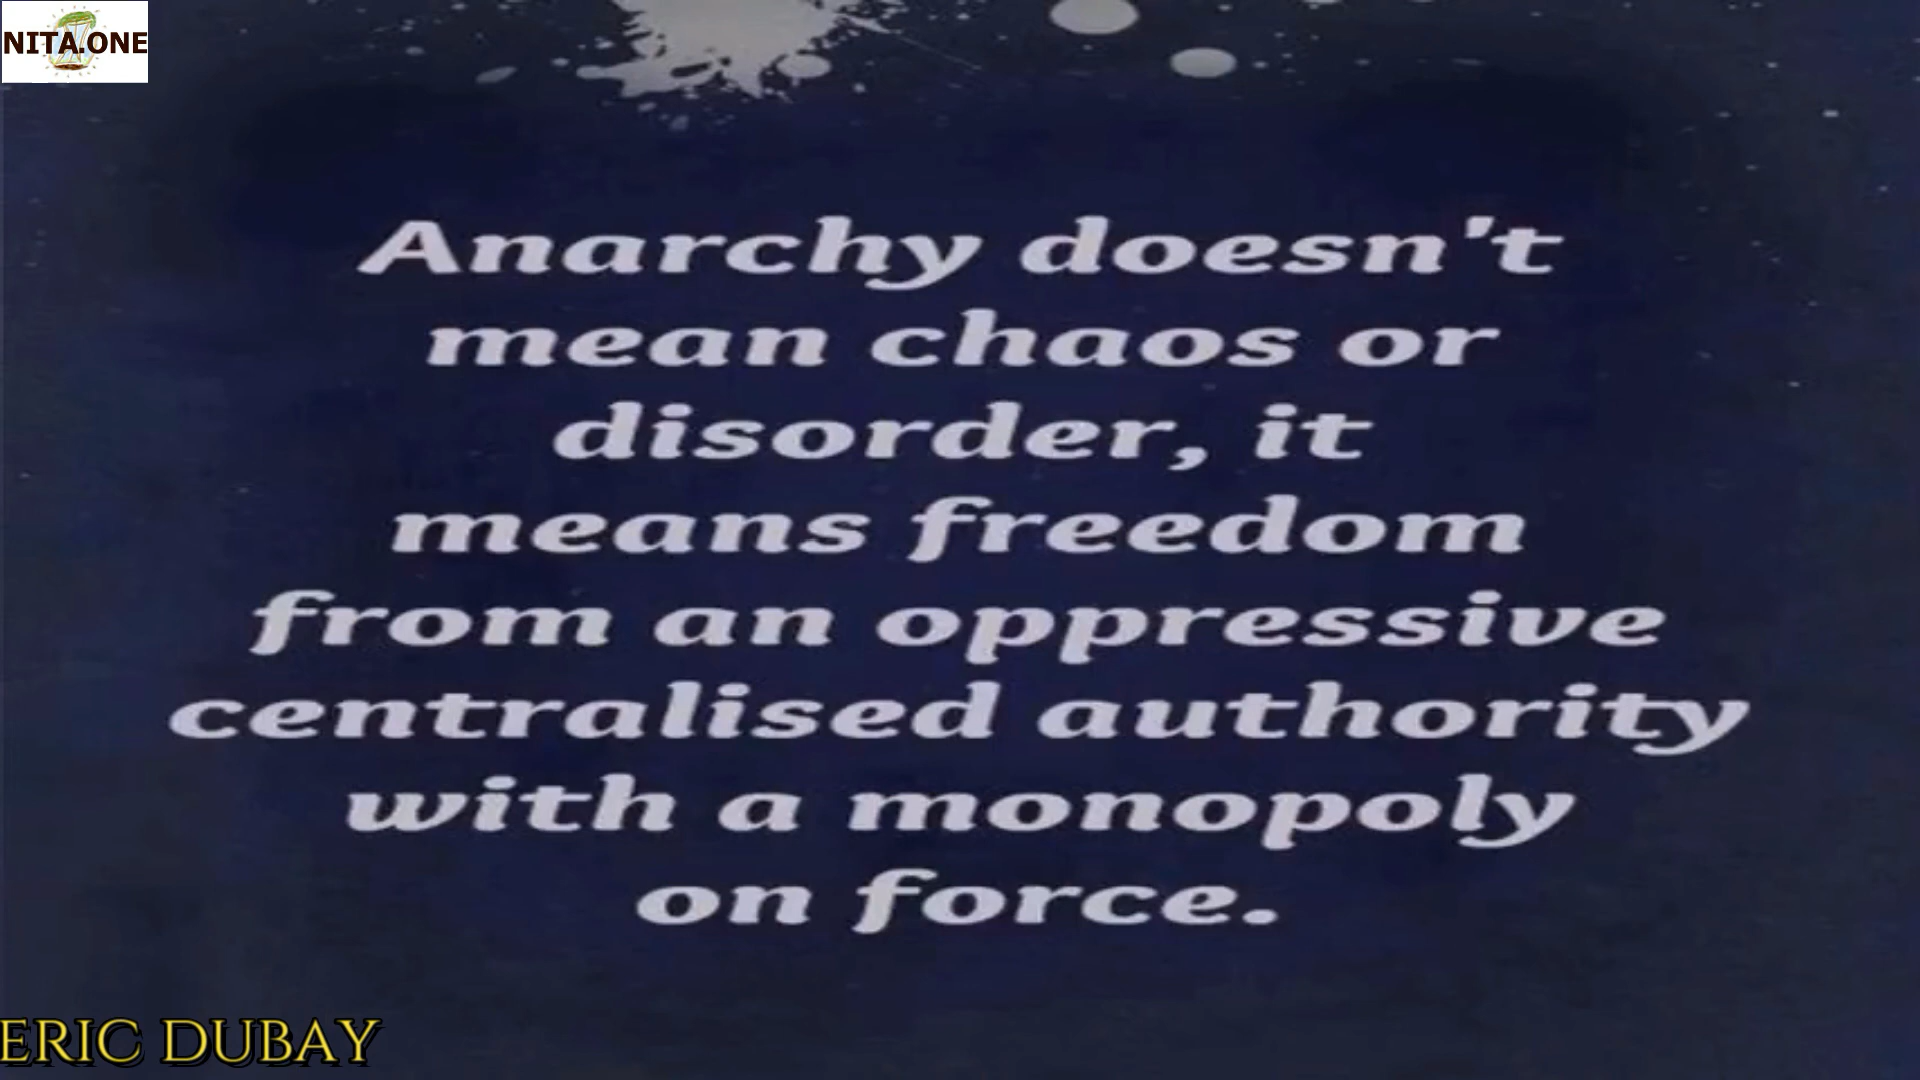 NITA.ONE
Anarchy doesn't
mean chaos or
disorder, it
means freedom
from an oppressive
centralised authority
with a monopoly
on force.
ERIC DUBAY